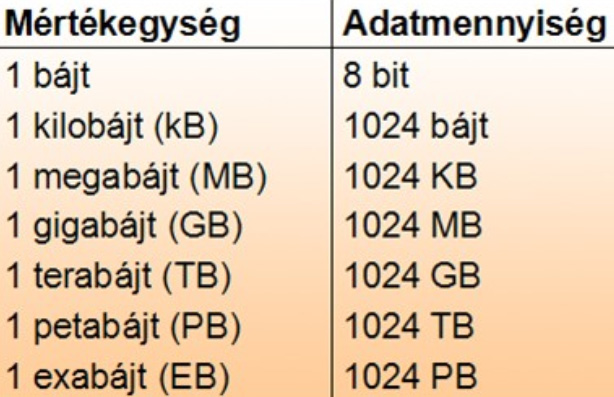 Mértékegység Adatmennyiség
1 bájt 8 bit
1 kilobájt (kB) 1024 bájt
1 megabájt (MB) 1024 KB
1 gigabájt (GB) 1024 MB
1 terabájt (TB) 1024 GB
1 petabájt (PB) 1024 TB
1 exabájt (EB) 1024 PB